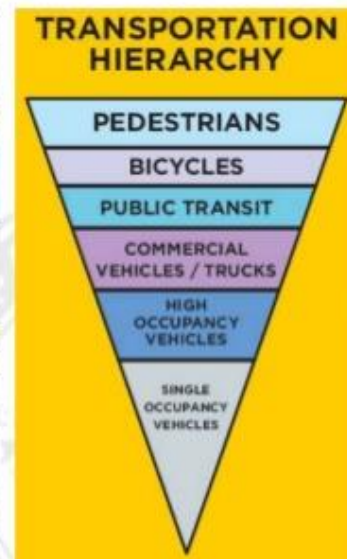 TRANSPORTATION
HIERARCHY
PEDESTRIANS
BICYCLES
PUBLIC TRANSIT
COMMERCIAL
VEHICLES / TRUCKS
HIGH
OCCUPANCY
VEHICLES
SINGLE
OCCUPANCY
VEHICLES